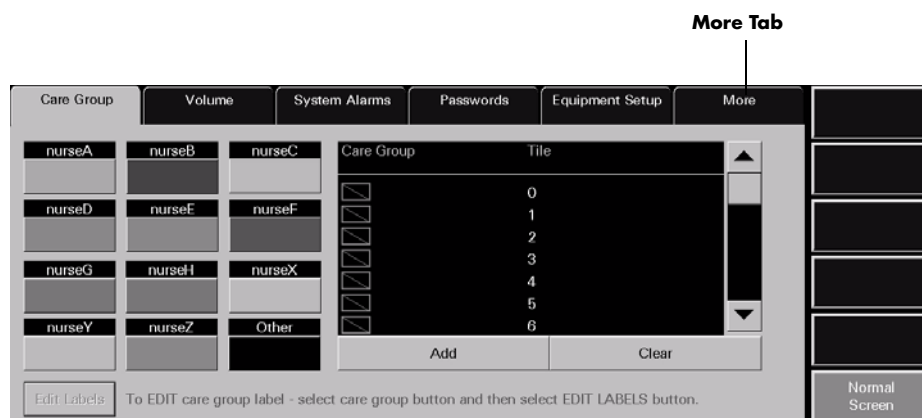 More Tab
Care Group Volume System Alarms Passwords Equipment Setup More
nurseA nurseB nurseC
nurseD nurseE nurseF
nurseG nurseH nurseX
nurseY nurseZ Other
Care Group Tile
0
1
2
3
4
5
6
Add Clear
Edit Labels To EDIT care group label - select care group button and then select EDIT LABELS button.
Normal
Screen